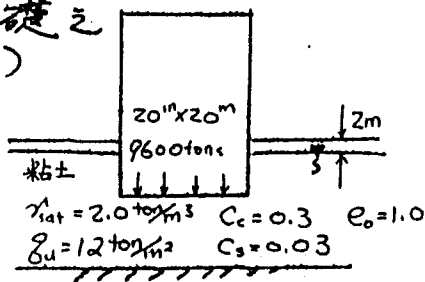 礎之
)
20ᵐ×20ᵐ
9600tons
2m
粘土
γsat = 2.0 ton/m³ Cc = 0.3 e₀ = 1.0
qu = 12 ton/m² Cs = 0.03